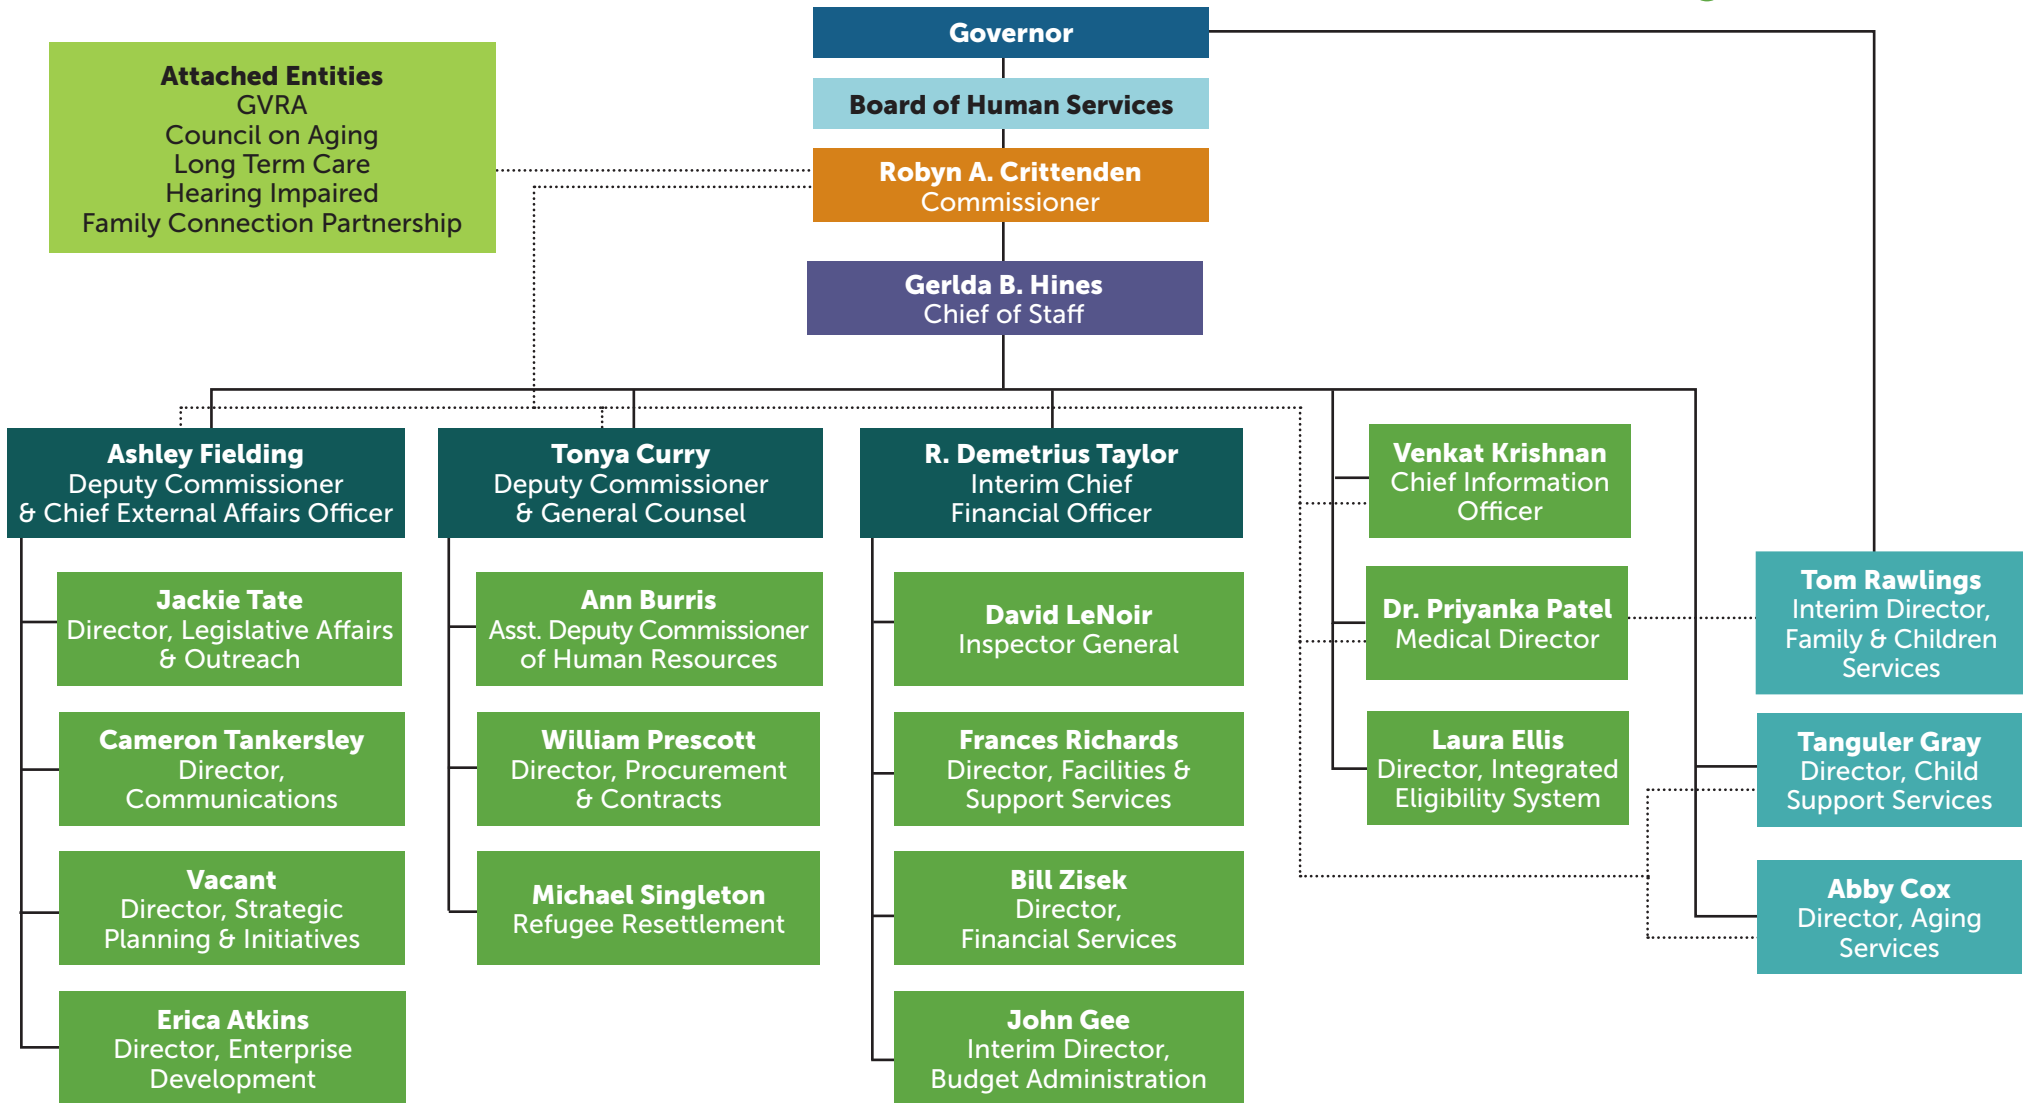 Governor
Board of Human Services
Robyn A. Crittenden
Commissioner
Gerlda B. Hines
Chief of Staff
Attached Entities
GVRA
Council on Aging
Long Term Care
Hearing Impaired
Family Connection Partnership
Ashley Fielding
Deputy Commissioner
& Chief External Affairs Officer
Jackie Tate
Director, Legislative Affairs
& Outreach
Cameron Tankersley
Director,
Communications
Vacant
Director, Strategic
Planning & Initiatives
Erica Atkins
Director, Enterprise
Development
Tonya Curry
Deputy Commissioner
& General Counsel
Ann Burris
Asst. Deputy Commissioner
of Human Resources
William Prescott
Director, Procurement
& Contracts
Michael Singleton
Refugee Resettlement
R. Demetrius Taylor
Interim Chief
Financial Officer
David LeNoir
Inspector General
Frances Richards
Director, Facilities &
Support Services
Bill Zisek
Director,
Financial Services
John Gee
Interim Director,
Budget Administration
Venkat Krishnan
Chief Information
Officer
Dr. Priyanka Patel
Medical Director
Laura Ellis
Director, Integrated
Eligibility System
Tom Rawlings
Interim Director,
Family & Children
Services
Tanguler Gray
Director, Child
Support Services
Abby Cox
Director, Aging
Services